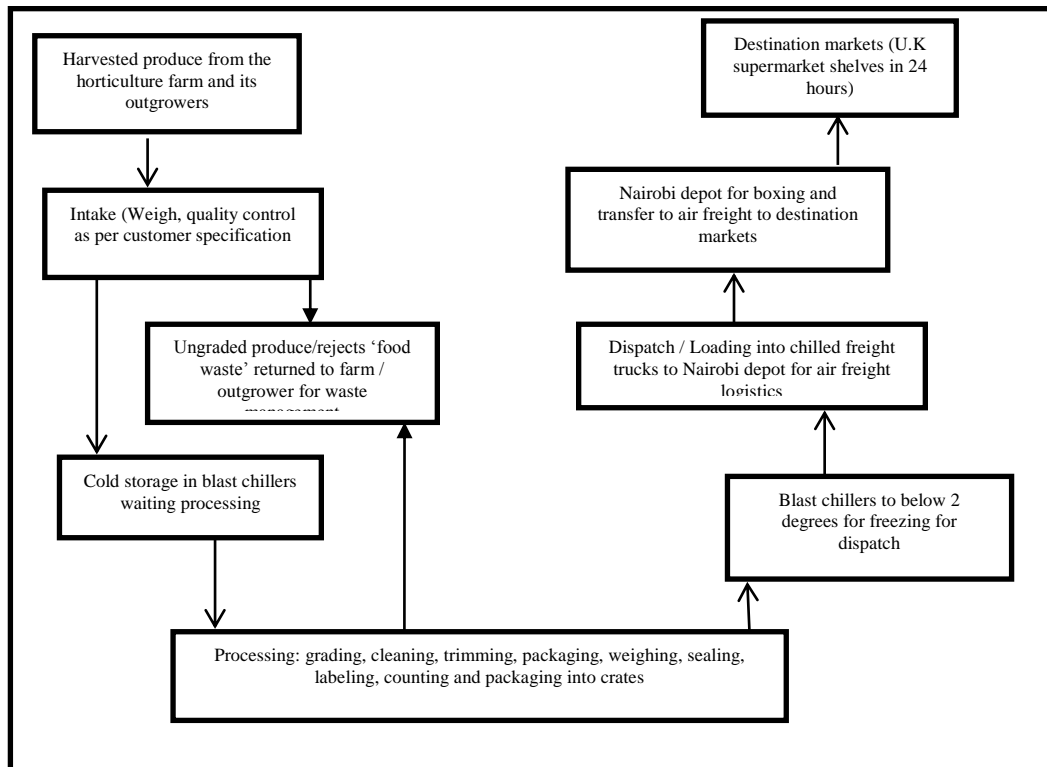 Harvested produce from the
horticulture farm and its
outgrowers
Intake (Weigh, quality control
as per customer specification
Ungraded produce/rejects ‘food
waste’ returned to farm /
outgrower for waste
management
Cold storage in blast chillers
waiting processing
Processing: grading, cleaning, trimming, packaging, weighing, sealing,
labeling, counting and packaging into crates
Blast chillers to below 2
degrees for freezing for
dispatch
Dispatch / Loading into chilled freight
trucks to Nairobi depot for air freight
logistics
Nairobi depot for boxing and
transfer to air freight to destination
markets
Destination markets (U.K
supermarket shelves in 24
hours)